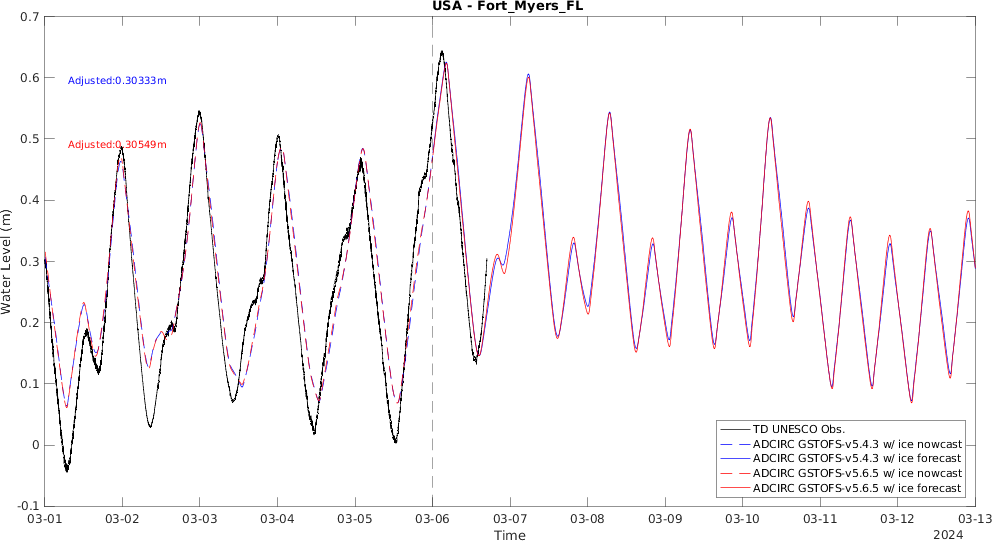 USA - Fort_Myers_FL
0.7
0.6
0.5
0.4
0.3
0.2
0.1
0
-0.1
Water Level (m)
Adjusted:0.30333m
Adjusted:0.30549m
TD UNESCO Obs.
ADCIRC GSTOFS-v5.4.3 w/ ice nowcast
ADCIRC GSTOFS-v5.4.3 w/ ice forecast
ADCIRC GSTOFS-v5.6.5 w/ ice nowcast
ADCIRC GSTOFS-v5.6.5 w/ ice forecast
03-01 03-02 03-03 03-04 03-05 03-06 03-07 03-08 03-09 03-10 03-11 03-12 03-13
Time
2024